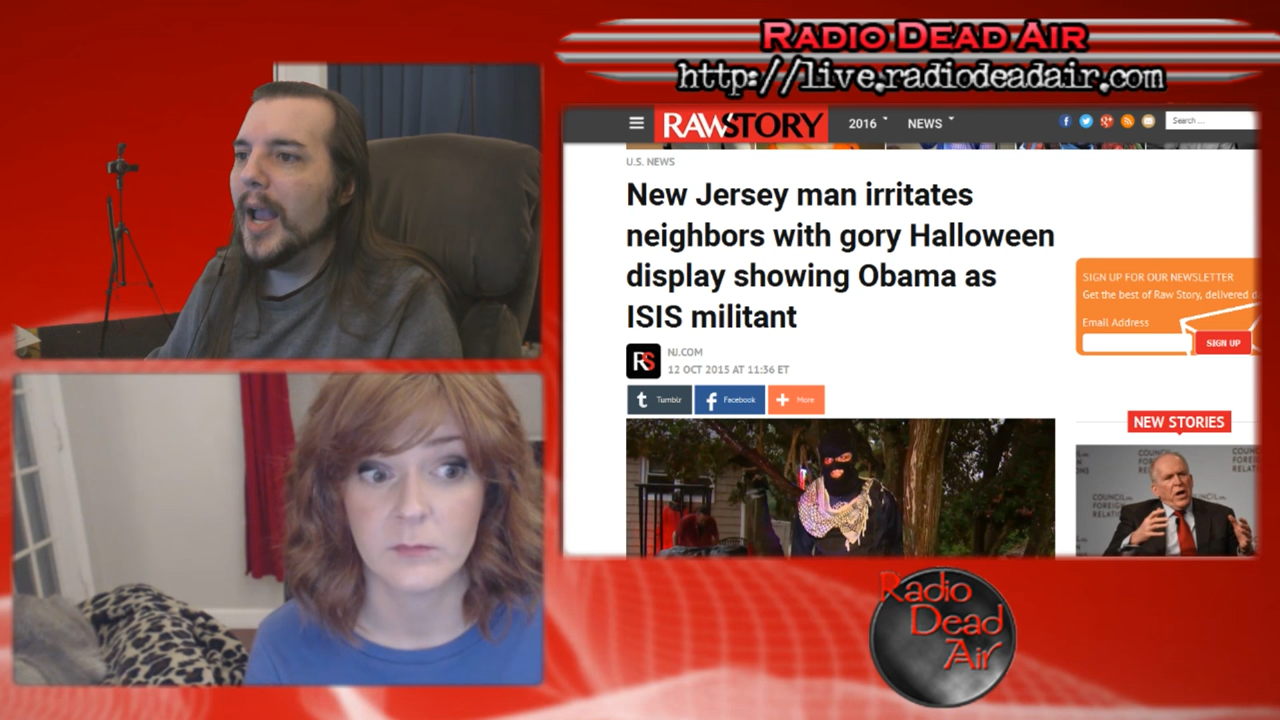 RADIO DEAD AIR
http://live.radiodeadair.com
RAWSTORY
2016
NEWS
Search ...
U.S. NEWS
New Jersey man irritates
neighbors with gory Halloween
display showing Obama as
ISIS militant
RS
NJ.COM
12 OCT 2015 AT 11:36 ET
t Tumblr
f Facebook
+ More
SIGN UP FOR OUR NEWSLETTER
Get the best of Raw Story, delivered
Email Address
SIGN UP
NEW STORIES
COUNCIL
FOREIGN
RELATI
Radio
Dead
Air